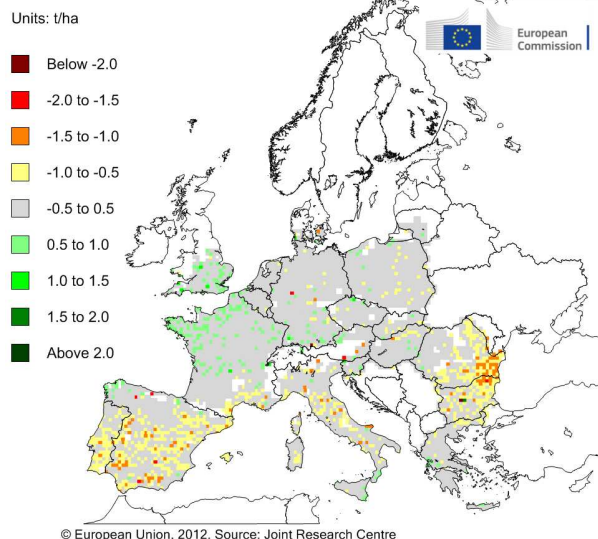 Units: t/ha
European
Commission
Below -2.0
-2.0 to -1.5
-1.5 to -1.0
-1.0 to -0.5
-0.5 to 0.5
0.5 to 1.0
1.0 to 1.5
1.5 to 2.0
Above 2.0
© European Union, 2012. Source: Joint Research Centre